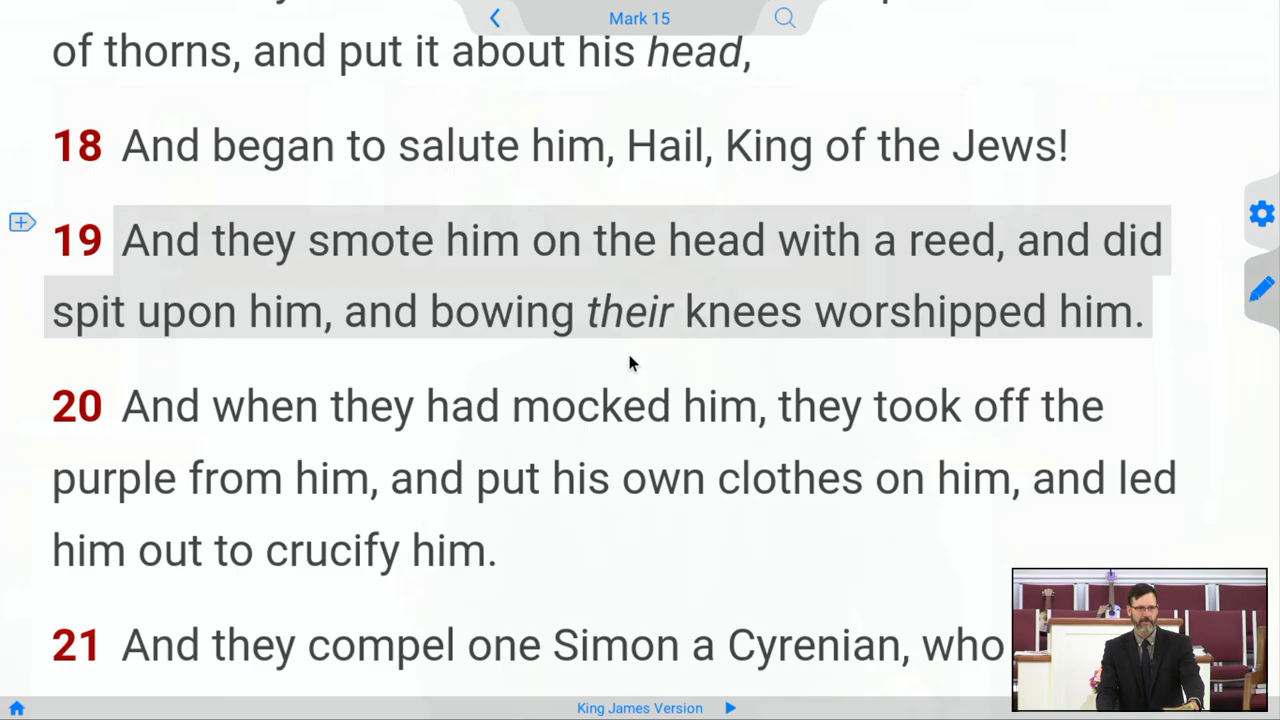 Mark 15
of thorns, and put it about his head,
18 And began to salute him, Hail, King of the Jews!
19 And they smote him on the head with a reed, and did
spit upon him, and bowing their knees worshipped him.
20 And when they had mocked him, they took off the
purple from him, and put his own clothes on him, and led
him out to crucify him.
21 And they compel one Simon a Cyrenian, who
King James Version